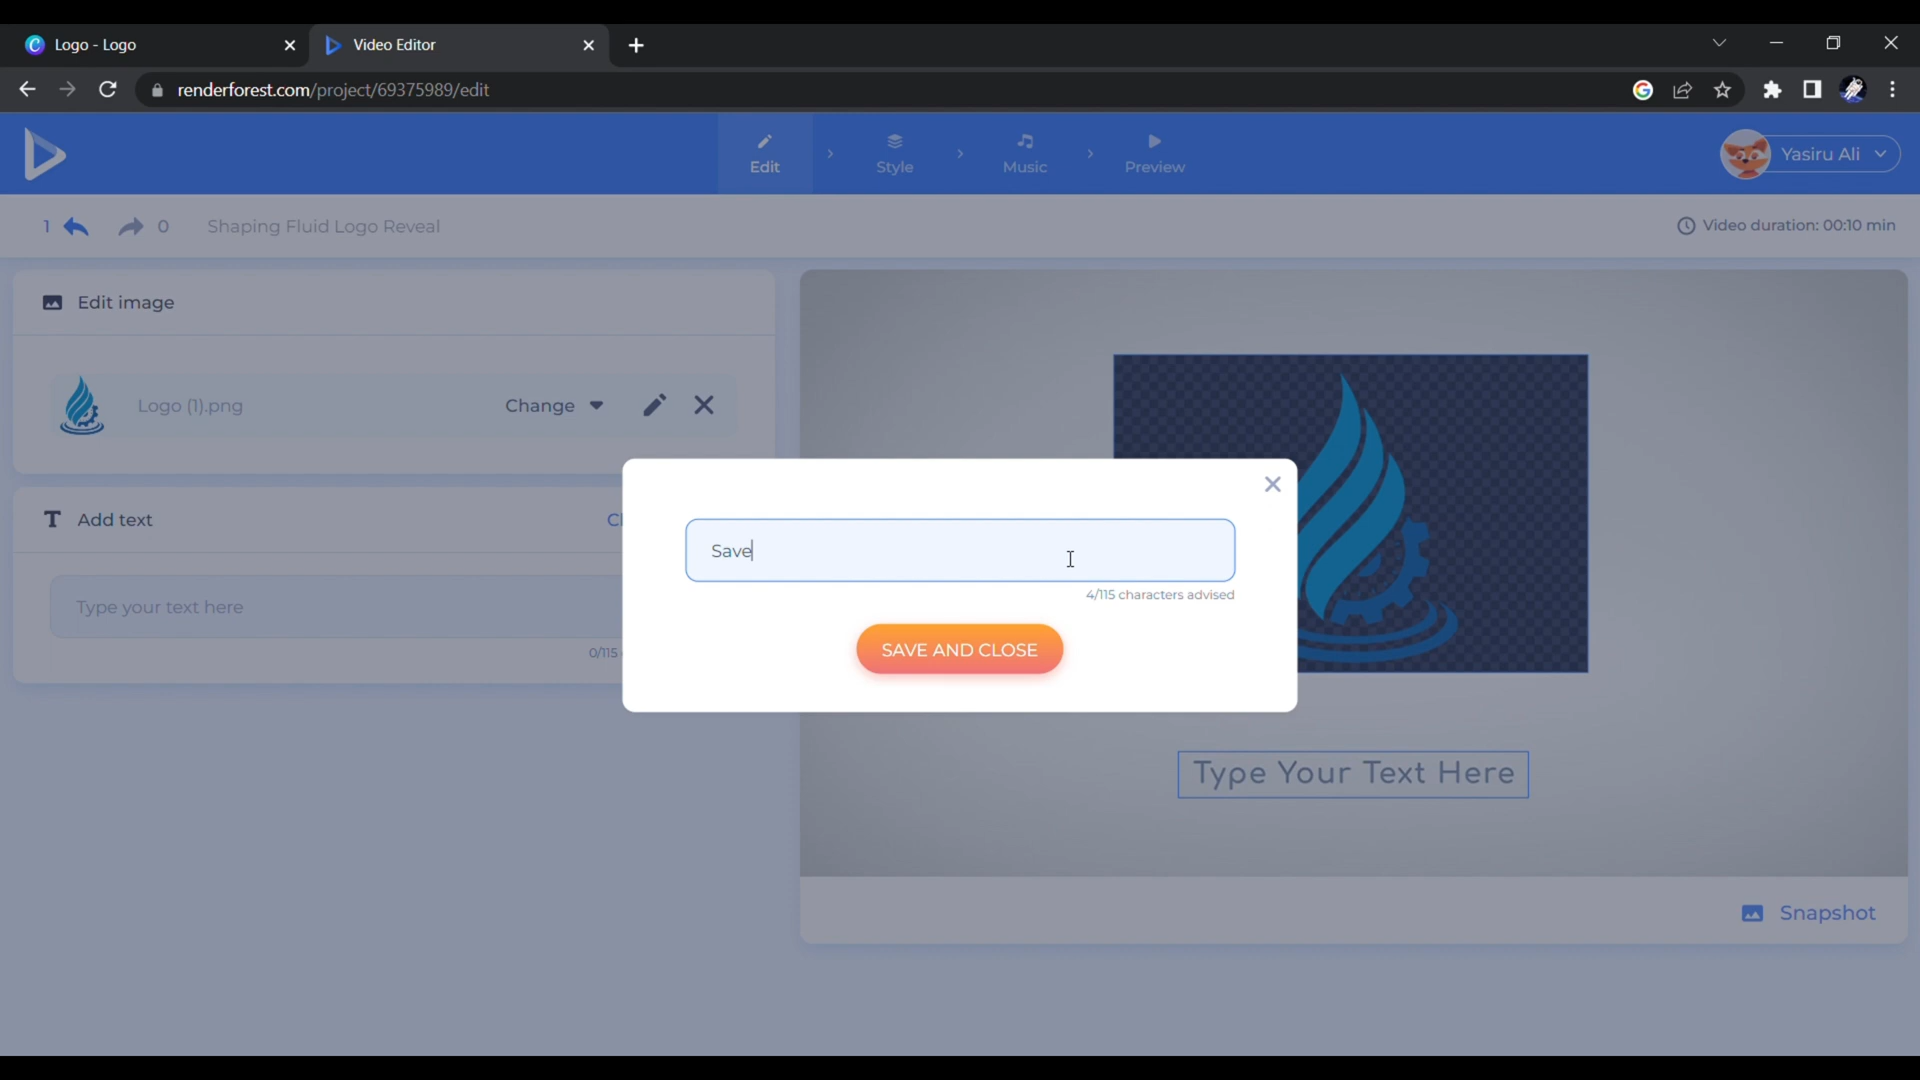 Logo - Logo
Video Editor
renderforest.com/project/69375989/edit
Edit
Style
Music
Preview
Yasiru Ali
1
0
Shaping Fluid Logo Reveal
Video duration: 00:10 min
Edit image
Logo (1).png
Change
Add text
Type your text here
0/115
Save
4/115 characters advised
SAVE AND CLOSE
Type Your Text Here
Snapshot